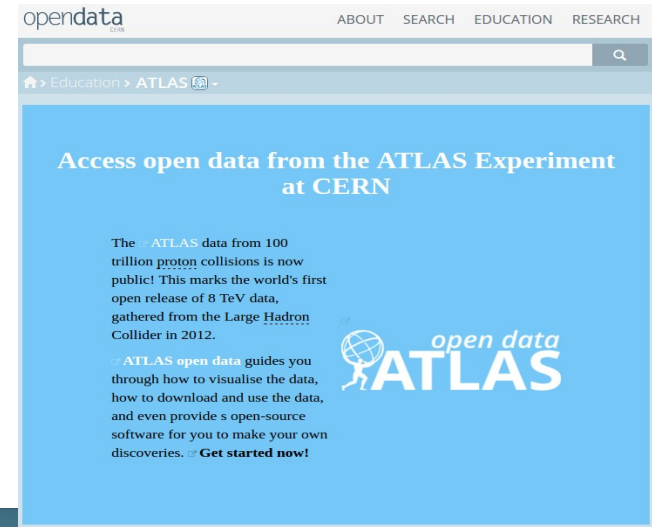 opendata
CERN
ABOUT SEARCH EDUCATION RESEARCH
> Education > ATLAS
Access open data from the ATLAS Experiment
at CERN
The ATLAS data from 100
trillion proton collisions is now
public! This marks the world's first
open release of 8 TeV data,
gathered from the Large Hadron
Collider in 2012.
ATLAS open data guides you
through how to visualise the data,
how to download and use the data,
and even provide s open-source
software for you to make your own
discoveries. Get started now!
open data
ATLAS